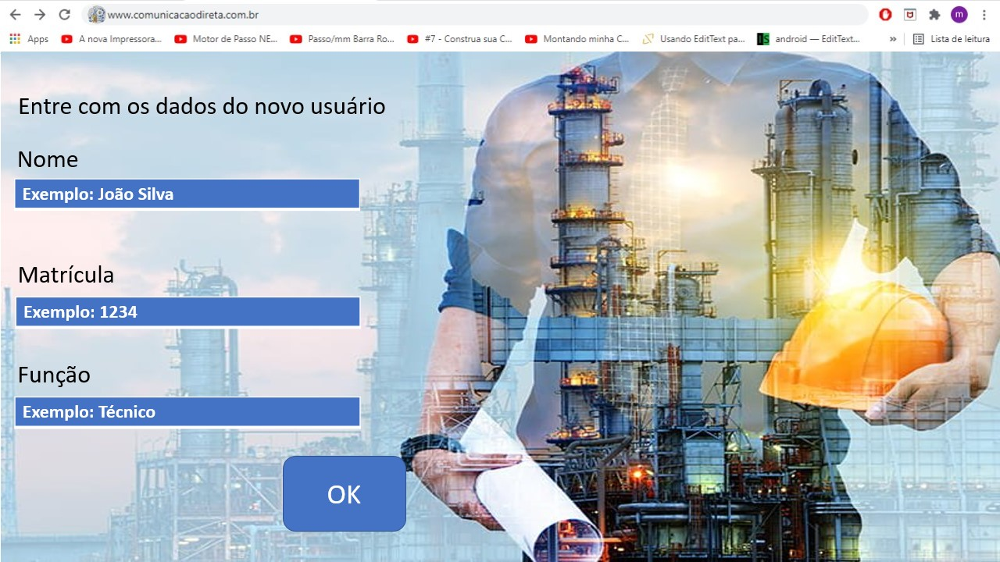 www.comunicacaodireta.com.br
m
Apps A nova Impressora... Motor de Passo NE... Passo/mm Barra Ro... #7 - Construa sua C... Montando minha C... Usando EditText pa... android — EditText... » Lista de leitura
Entre com os dados do novo usuário
Nome
Exemplo: João Silva
Matrícula
Exemplo: 1234
Função
Exemplo: Técnico
OK